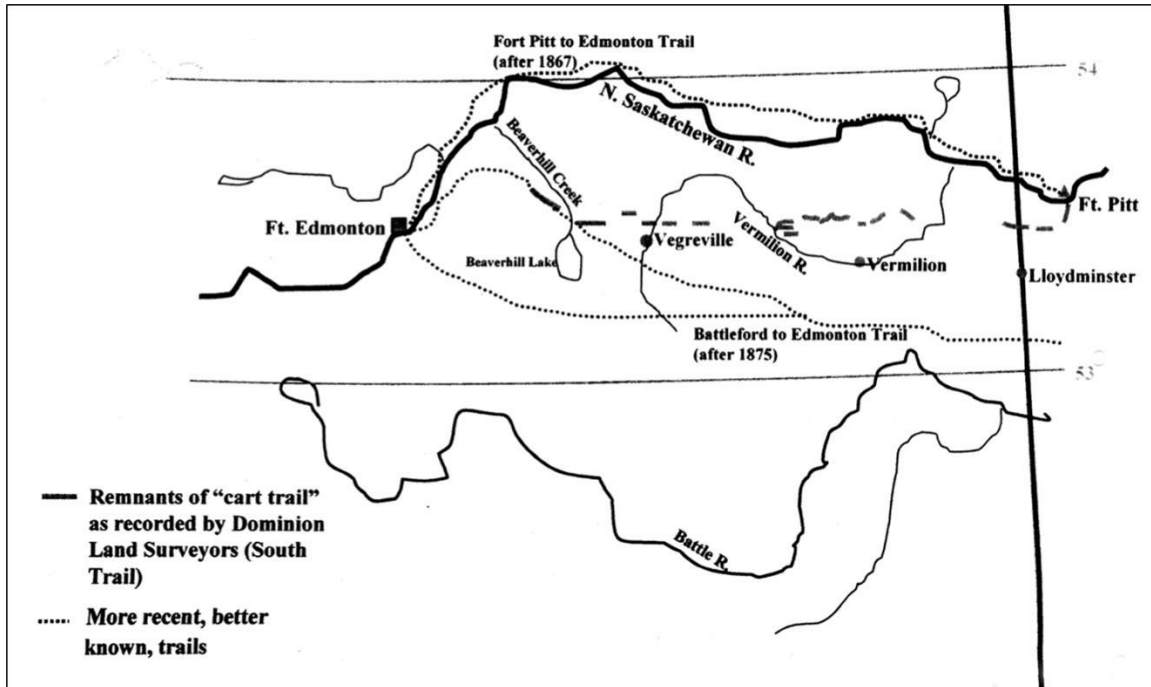 Fort Pitt to Edmonton Trail
(after 1867)
54
N. Saskatchewan R.
Beaverhill Creek
Ft. Pitt
Ft. Edmonton
Vegreville
Vermilion R.
Beaverhill Lake
Vermilion
Lloydminster
Battleford to Edmonton Trail
(after 1875)
53
Remnants of “cart trail”
as recorded by Dominion
Land Surveyors (South
Trail)
Battle R.
More recent, better
known, trails